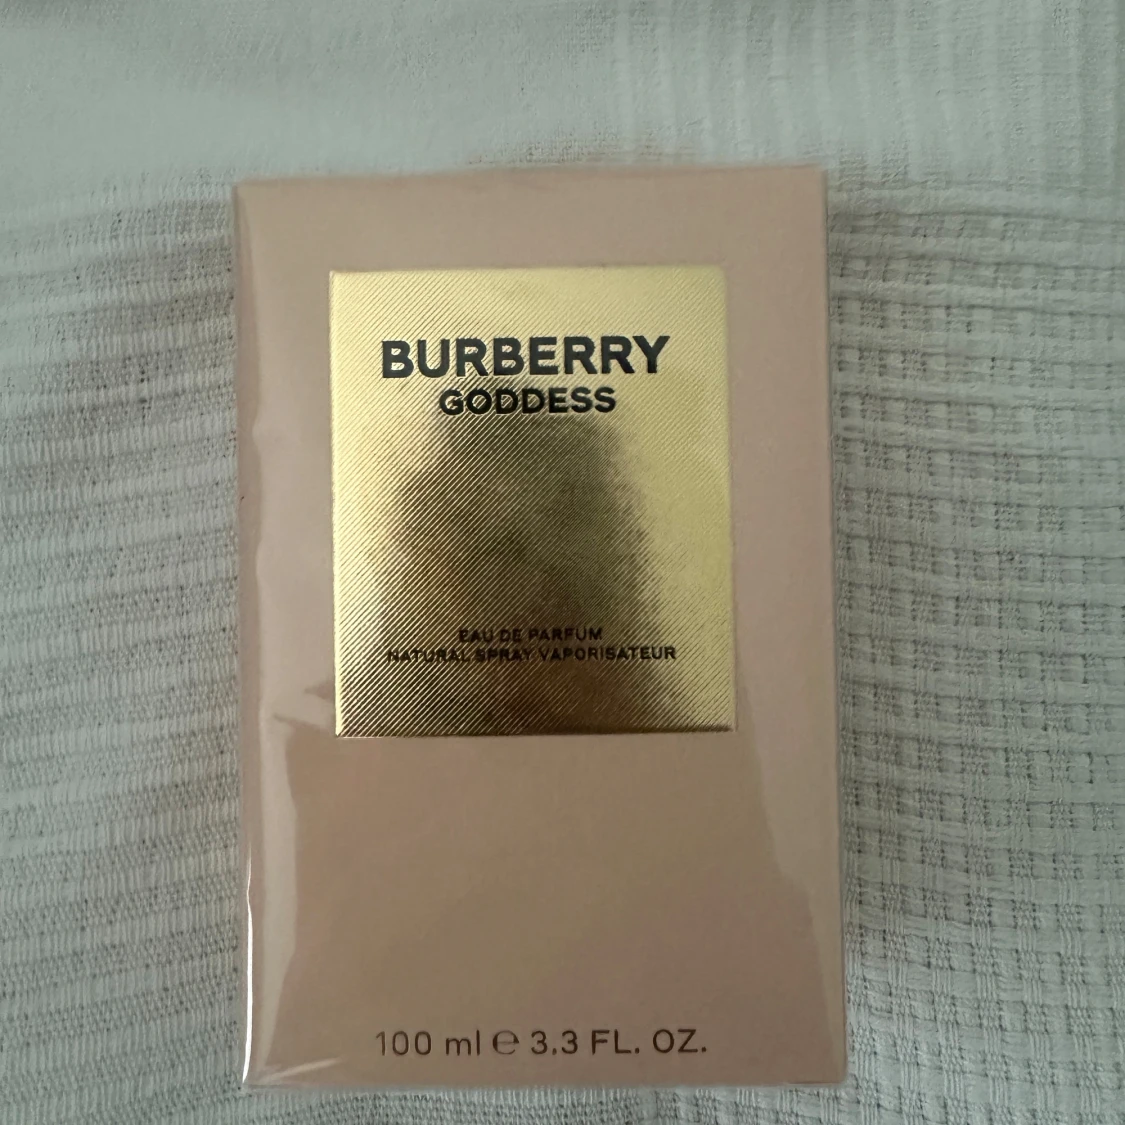 BURBERRY
GODDESS
EAU DE PARFUM
NATURAL SPRAY VAPORISATEUR
100 ml ℮ 3.3 FL. OZ.